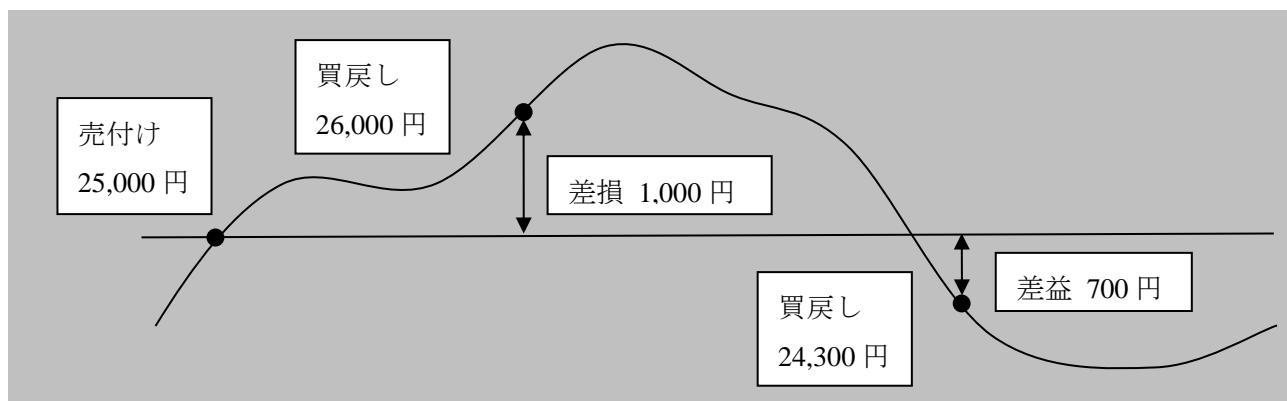 売付け
25,000 円
買戻し
26,000 円
差損 1,000 円
買戻し
24,300 円
差益 700 円